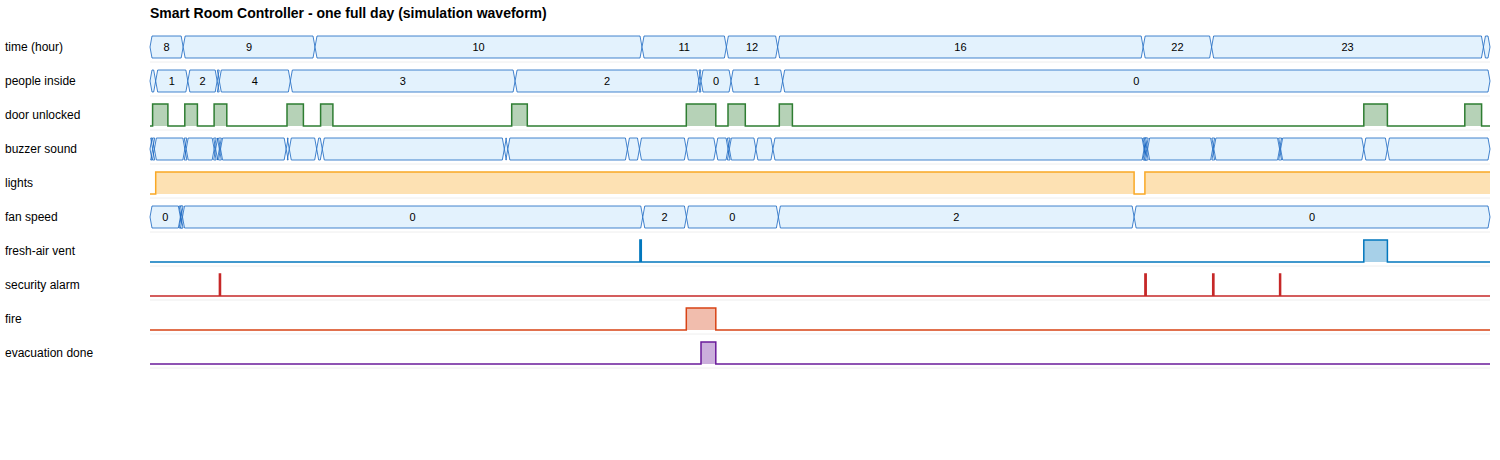 Smart Room Controller - one full day (simulation waveform)
time (hour) 8 9 10 11 12 16 22 23
people inside 1 2 4 3 2 0 1 0
door unlocked
buzzer sound
lights
fan speed 0 0 2 0 2 0
fresh-air vent
security alarm
fire
evacuation done